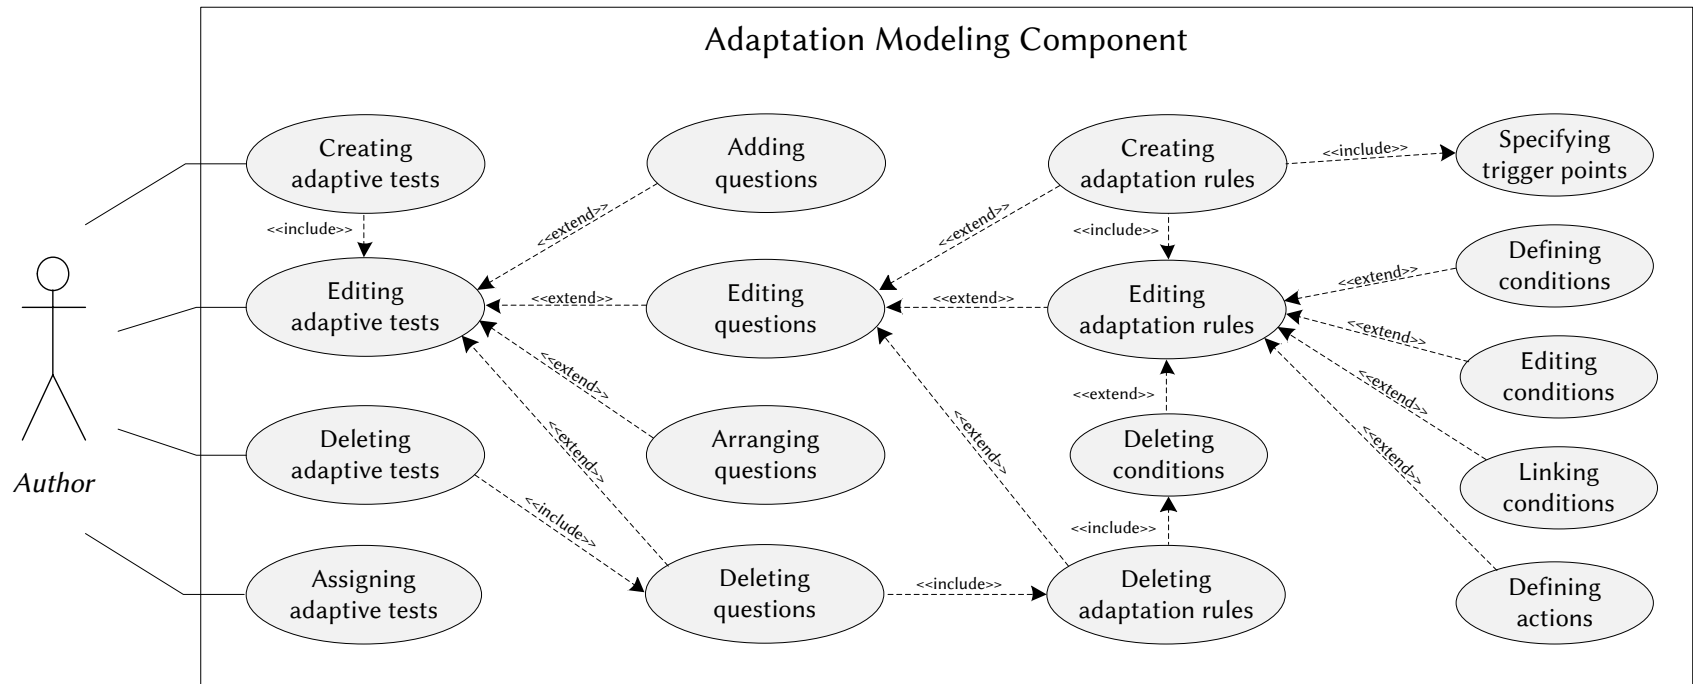 Adaptation Modeling Component
Creating
adaptive tests
Adding
questions
Creating
adaptation rules
<<include>>
Specifying
trigger points
<<include>>
<<extend>>
<<extend>>
<<include>>
Editing
adaptive tests
<<extend>>
Editing
questions
<<extend>>
Editing
adaptation rules
<<extend>>
Defining
conditions
<<extend>>
Editing
conditions
<<extend>>
<<extend>>
<<extend>>
<<extend>>
<<extend>>
<<extend>>
Author
Deleting
adaptive tests
Arranging
questions
Deleting
conditions
Linking
conditions
<<include>>
<<include>>
Assigning
adaptive tests
Deleting
questions
<<include>>
Deleting
adaptation rules
Defining
actions